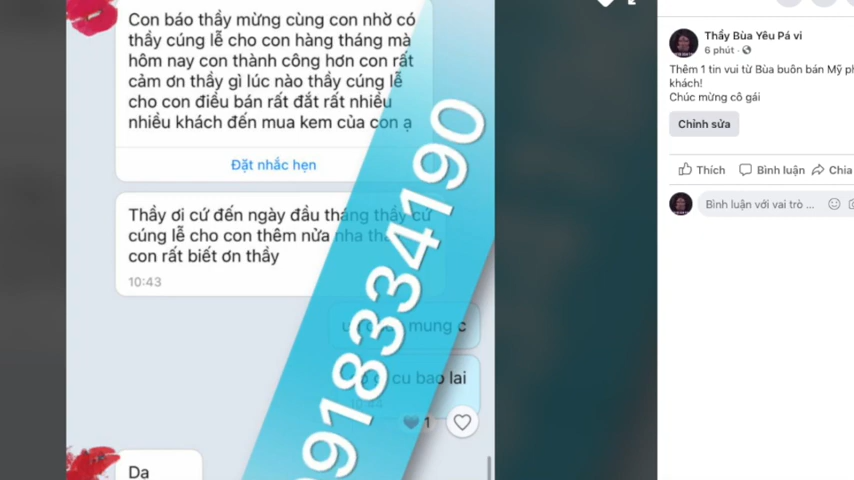 Con báo thầy mừng cùng con nhờ có
thầy cúng lễ cho con hàng tháng mà
hôm nay con thành công hơn con rất
cảm ơn thầy gì lúc nào thầy cúng lễ
cho con điều bán rất đắt rất nhiều
nhiều khách đến mua kem của con ạ
Đặt nhắc hẹn
Thầy ơi cứ đến ngày đầu tháng thầy cứ
cúng lễ cho con thêm nửa nha
con rất biết ơn thầy
10:43
mung c
cu bao lai
1
Da
0918334190
Thầy Bùa Yêu Pá vi
6 phút ·
Thêm 1 tin vui từ Bùa buôn bán Mỹ
khách!
Chúc mừng cô gái
Chỉnh sửa
Thích Bình luận Chia
Bình luận với vai trò ...